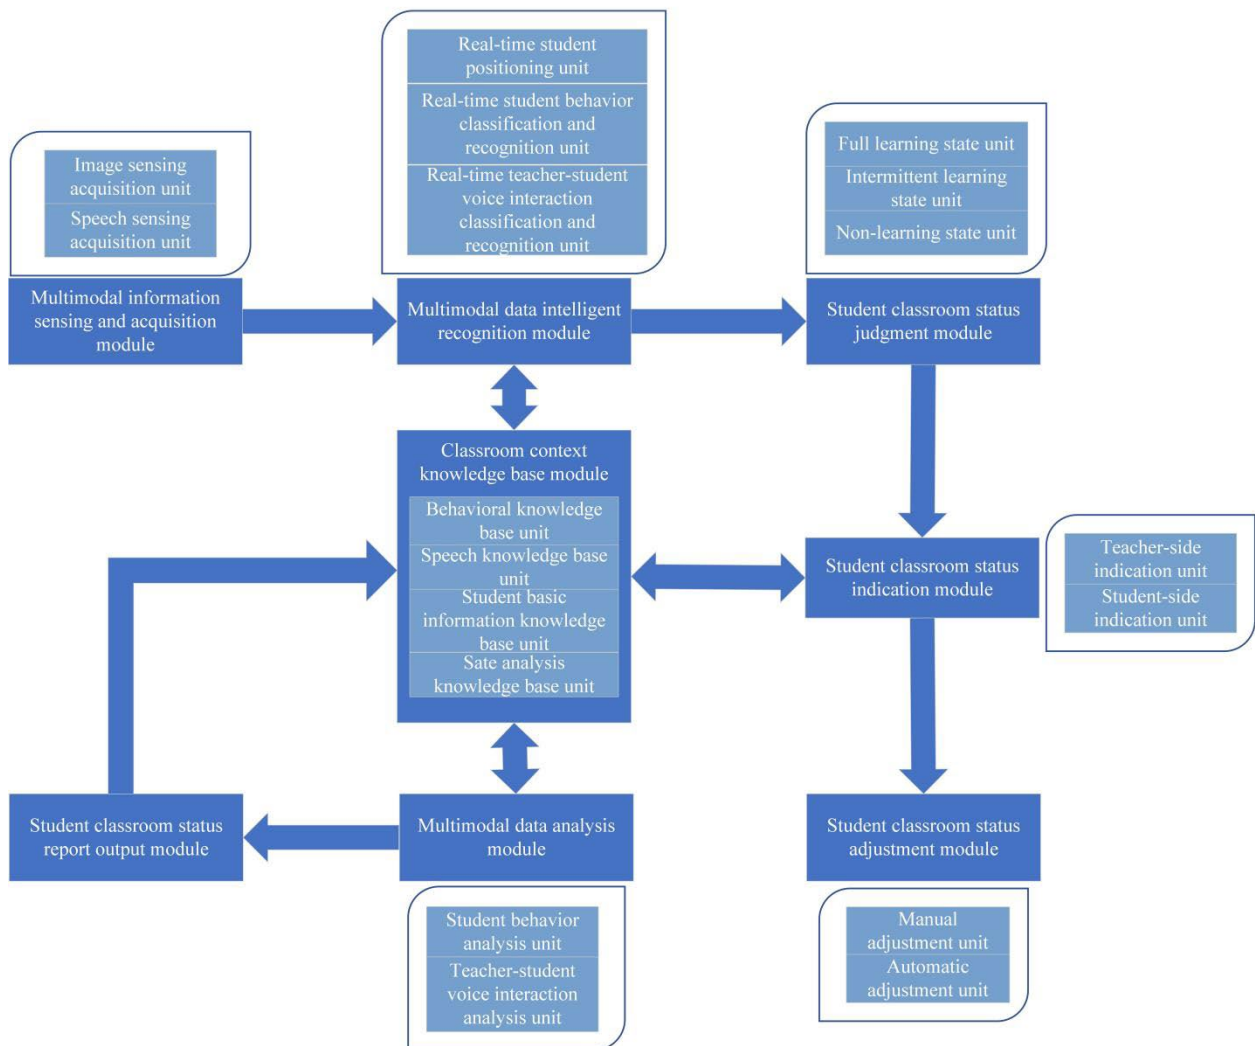 Real-time student
positioning unit
Real-time student behavior
classification and
recognition unit
Real-time teacher-student
voice interaction
classification and
recognition unit
Image sensing
acquisition unit
Speech sensing
acquisition unit
Full learning state unit
Intermittent learning
state unit
Non-learning state unit
Multimodal information
sensing and acquisition
module
Multimodal data intelligent
recognition module
Student classroom status
judgment module
Classroom context
knowledge base module
Behavioral knowledge
base unit
Speech knowledge base
unit
Student basic
information knowledge
base unit
Sate analysis
knowledge base unit
Student classroom status
indication module
Teacher-side
indication unit
Student-side
indication unit
Student classroom status
report output module
Multimodal data analysis
module
Student classroom status
adjustment module
Student behavior
analysis unit
Teacher-student
voice interaction
analysis unit
Manual
adjustment unit
Automatic
adjustment unit